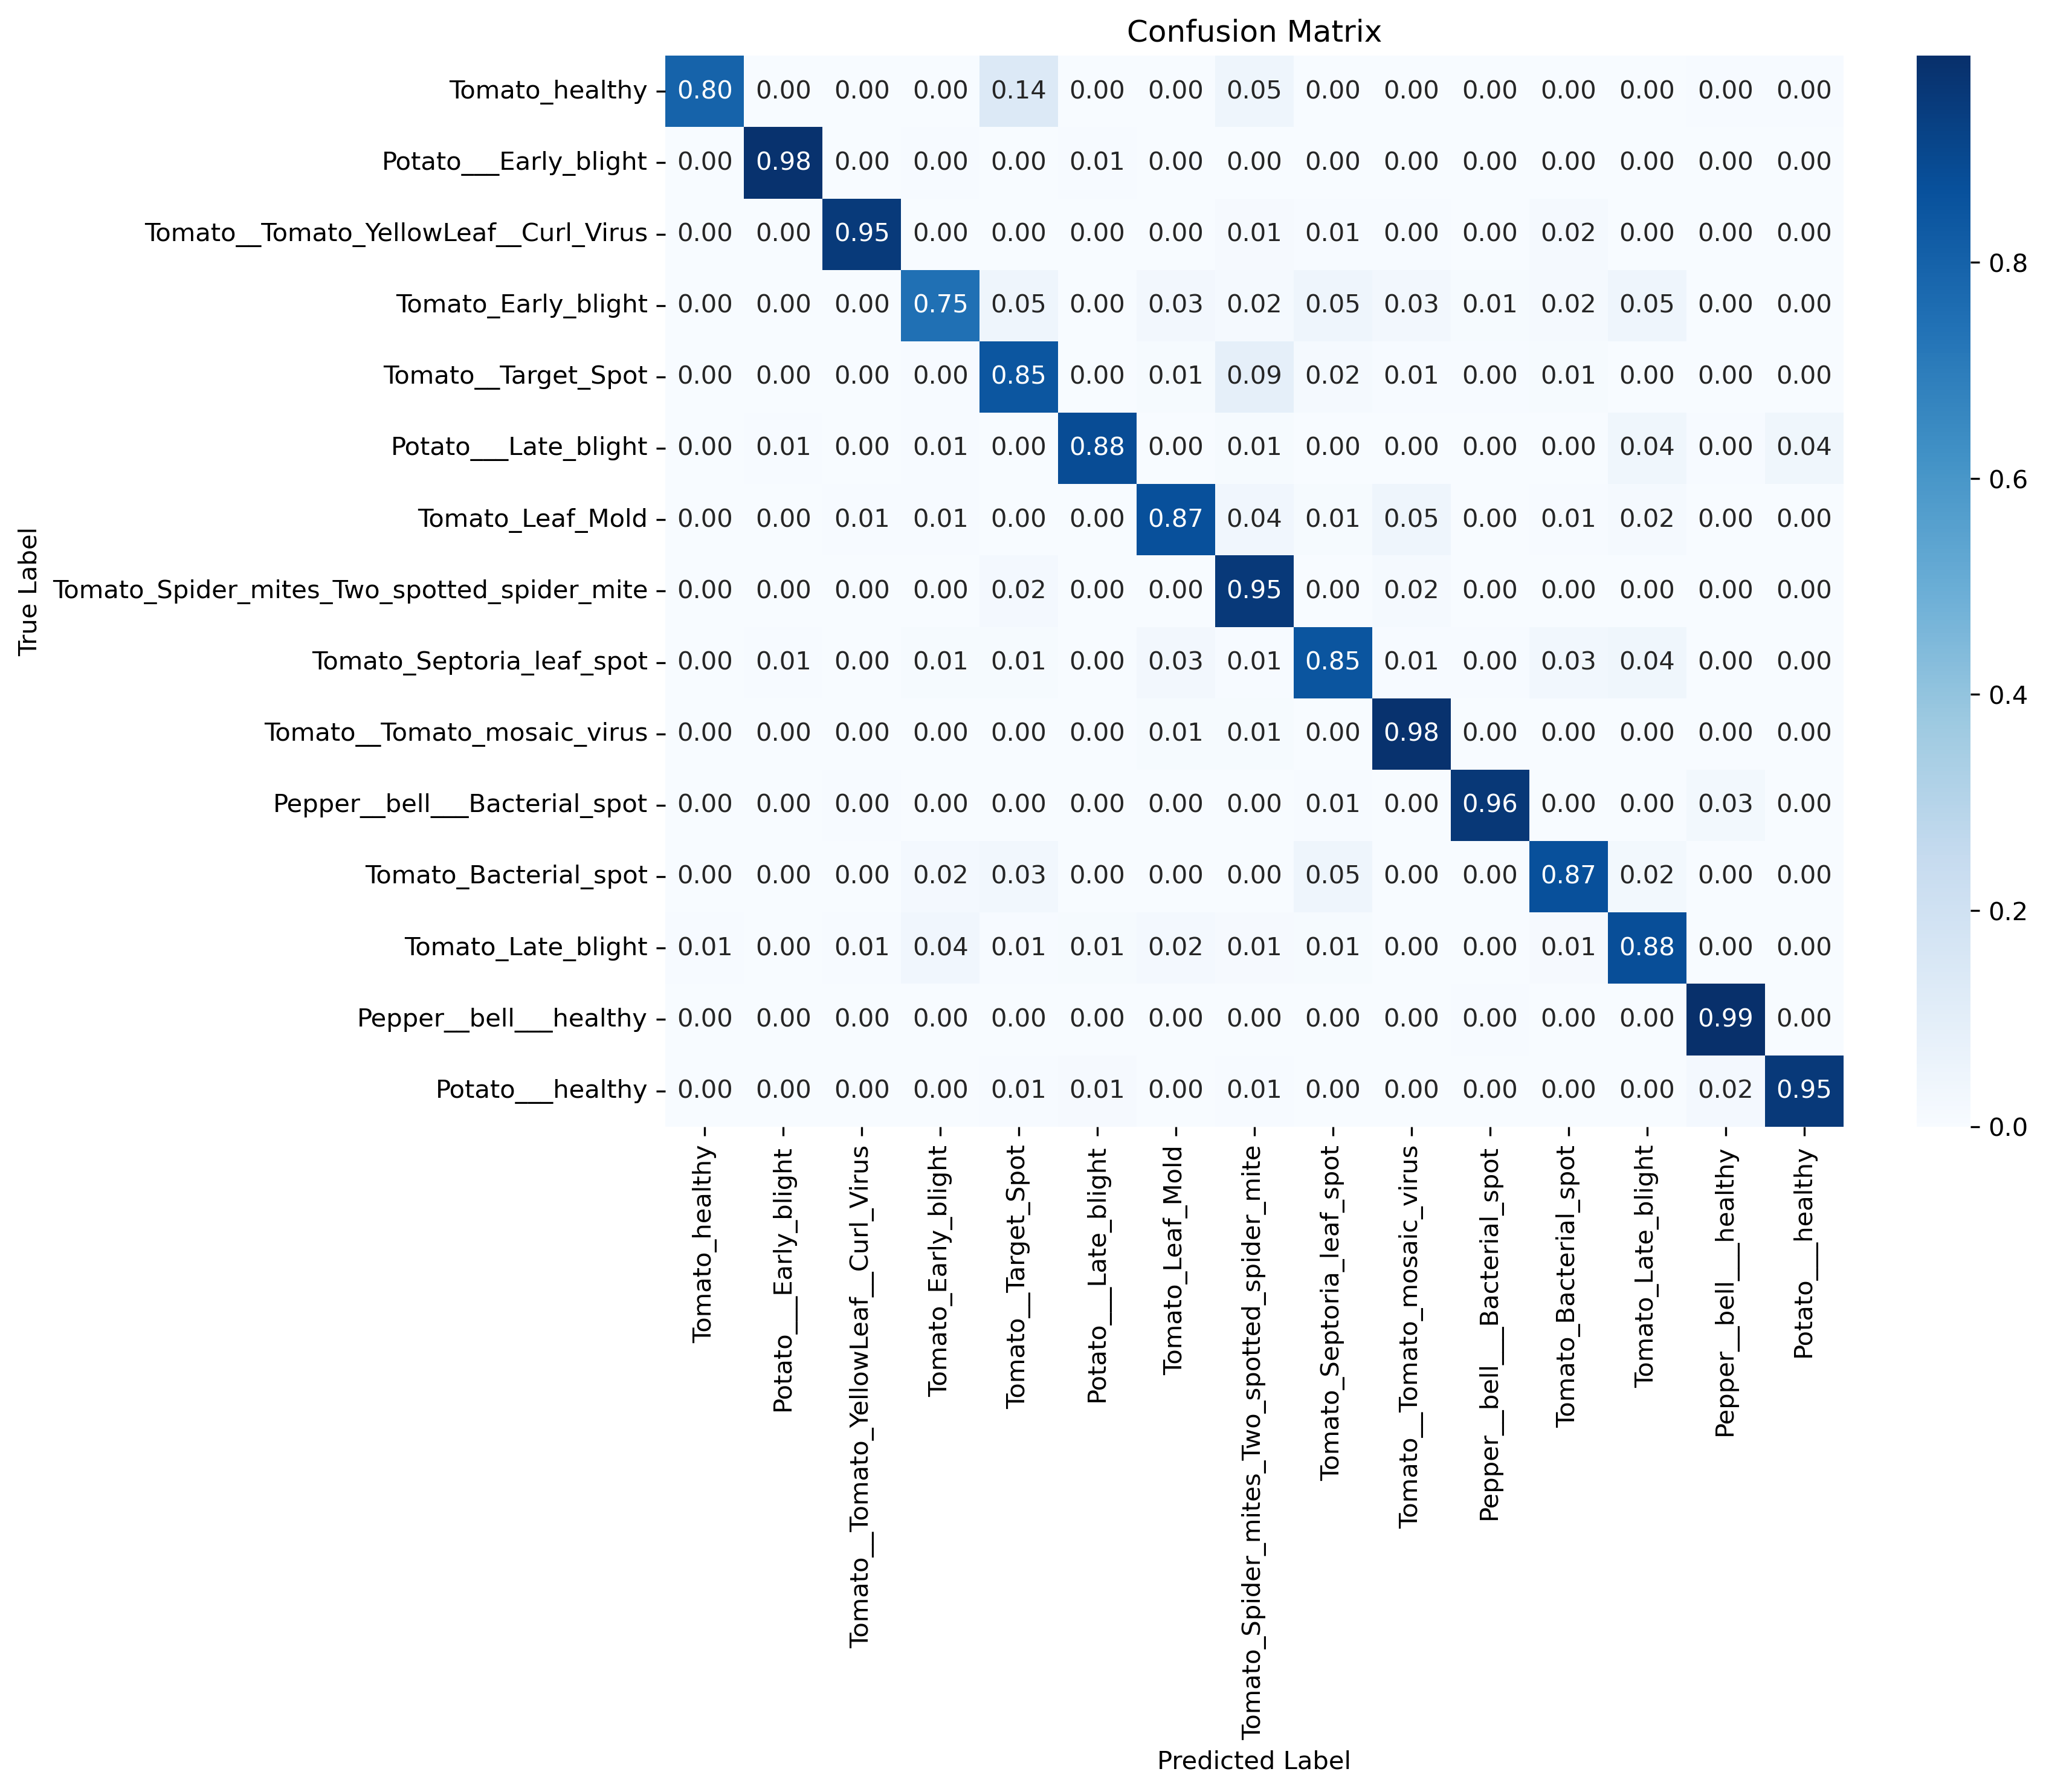 Confusion Matrix
True Label
Tomato_healthy 0.80 0.00 0.00 0.00 0.14 0.00 0.00 0.05 0.00 0.00 0.00 0.00 0.00 0.00 0.00
Potato___Early_blight 0.00 0.98 0.00 0.00 0.00 0.01 0.00 0.00 0.00 0.00 0.00 0.00 0.00 0.00 0.00
Tomato__Tomato_YellowLeaf__Curl_Virus 0.00 0.00 0.95 0.00 0.00 0.00 0.00 0.01 0.01 0.00 0.00 0.02 0.00 0.00 0.00
Tomato_Early_blight 0.00 0.00 0.00 0.75 0.05 0.00 0.03 0.02 0.05 0.03 0.01 0.02 0.05 0.00 0.00
Tomato__Target_Spot 0.00 0.00 0.00 0.00 0.85 0.00 0.01 0.09 0.02 0.01 0.00 0.01 0.00 0.00 0.00
Potato___Late_blight 0.00 0.01 0.00 0.01 0.00 0.88 0.00 0.01 0.00 0.00 0.00 0.00 0.04 0.00 0.04
Tomato_Leaf_Mold 0.00 0.00 0.01 0.01 0.00 0.00 0.87 0.04 0.01 0.05 0.00 0.01 0.02 0.00 0.00
Tomato_Spider_mites_Two_spotted_spider_mite 0.00 0.00 0.00 0.00 0.02 0.00 0.00 0.95 0.00 0.02 0.00 0.00 0.00 0.00 0.00
Tomato_Septoria_leaf_spot 0.00 0.01 0.00 0.01 0.01 0.00 0.03 0.01 0.85 0.01 0.00 0.03 0.04 0.00 0.00
Tomato__Tomato_mosaic_virus 0.00 0.00 0.00 0.00 0.00 0.00 0.01 0.01 0.00 0.98 0.00 0.00 0.00 0.00 0.00
Pepper__bell___Bacterial_spot 0.00 0.00 0.00 0.00 0.00 0.00 0.00 0.00 0.01 0.00 0.96 0.00 0.00 0.03 0.00
Tomato_Bacterial_spot 0.00 0.00 0.00 0.02 0.03 0.00 0.00 0.00 0.05 0.00 0.00 0.87 0.02 0.00 0.00
Tomato_Late_blight 0.01 0.00 0.01 0.04 0.01 0.01 0.02 0.01 0.01 0.00 0.00 0.01 0.88 0.00 0.00
Pepper__bell___healthy 0.00 0.00 0.00 0.00 0.00 0.00 0.00 0.00 0.00 0.00 0.00 0.00 0.00 0.99 0.00
Potato___healthy 0.00 0.00 0.00 0.00 0.01 0.01 0.00 0.01 0.00 0.00 0.00 0.00 0.00 0.02 0.95
Tomato_healthy
Potato___Early_blight
Tomato__Tomato_YellowLeaf__Curl_Virus
Tomato_Early_blight
Tomato__Target_Spot
Potato___Late_blight
Tomato_Leaf_Mold
Tomato_Spider_mites_Two_spotted_spider_mite
Tomato_Septoria_leaf_spot
Tomato__Tomato_mosaic_virus
Pepper__bell___Bacterial_spot
Tomato_Bacterial_spot
Tomato_Late_blight
Pepper__bell___healthy
Potato___healthy
Predicted Label
0.8
0.6
0.4
0.2
0.0